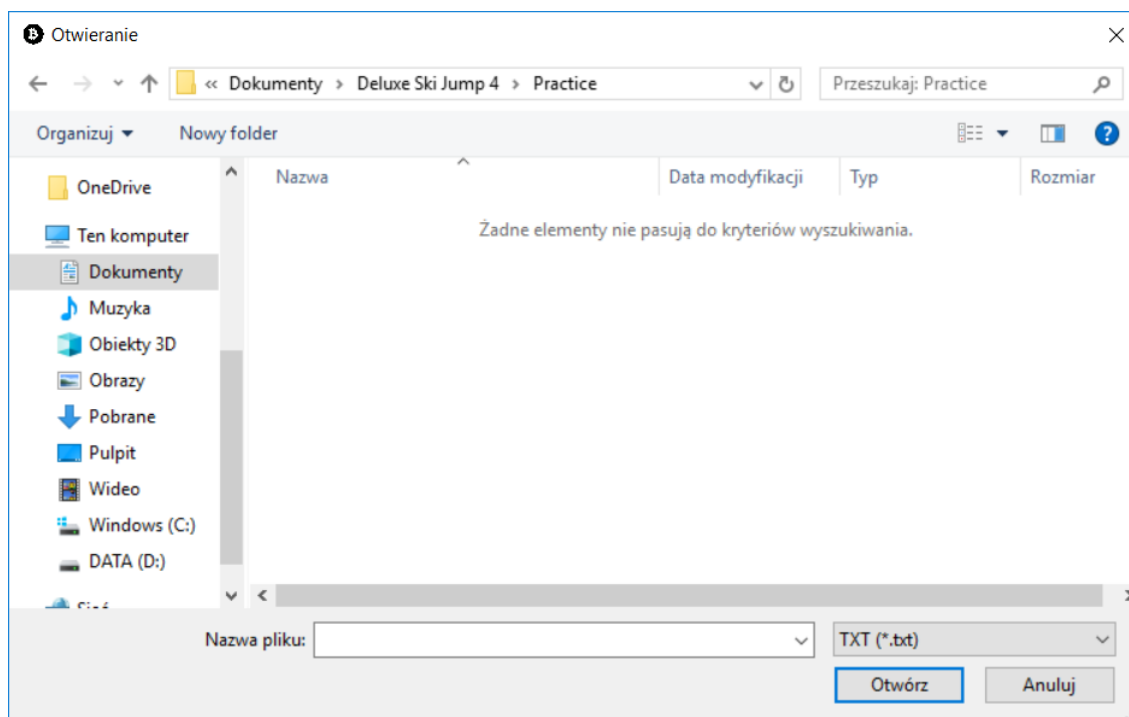 Otwieranie
« Dokumenty > Deluxe Ski Jump 4 > Practice
Przeszukaj: Practice
Organizuj
Nowy folder
Nazwa
Data modyfikacji
Typ
Rozmiar
Żadne elementy nie pasują do kryteriów wyszukiwania.
OneDrive
Ten komputer
Dokumenty
Muzyka
Obiekty 3D
Obrazy
Pobrane
Pulpit
Wideo
Windows (C:)
DATA (D:)
Nazwa pliku:
TXT (*.txt)
Otwórz
Anuluj